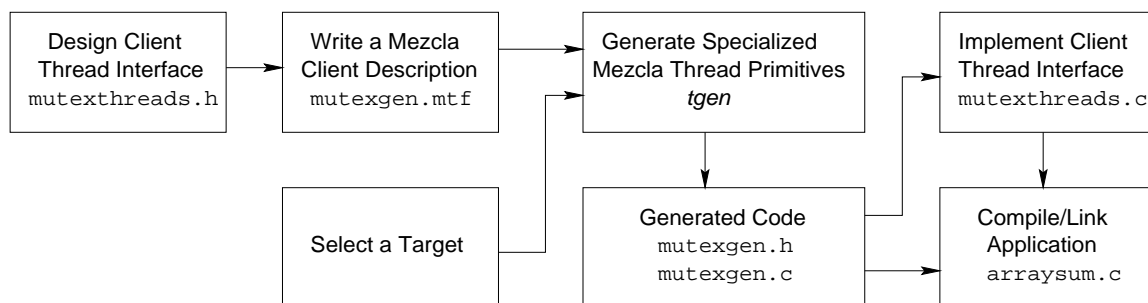 Design Client
Thread Interface
mutexthreads.h
Write a Mezcla
Client Description
mutexgen.mtf
Generate Specialized
Mezcla Thread Primitives
tgen
Implement Client
Thread Interface
mutexthreads.c
Select a Target
Generated Code
mutexgen.h
mutexgen.c
Compile/Link
Application
arraysum.c